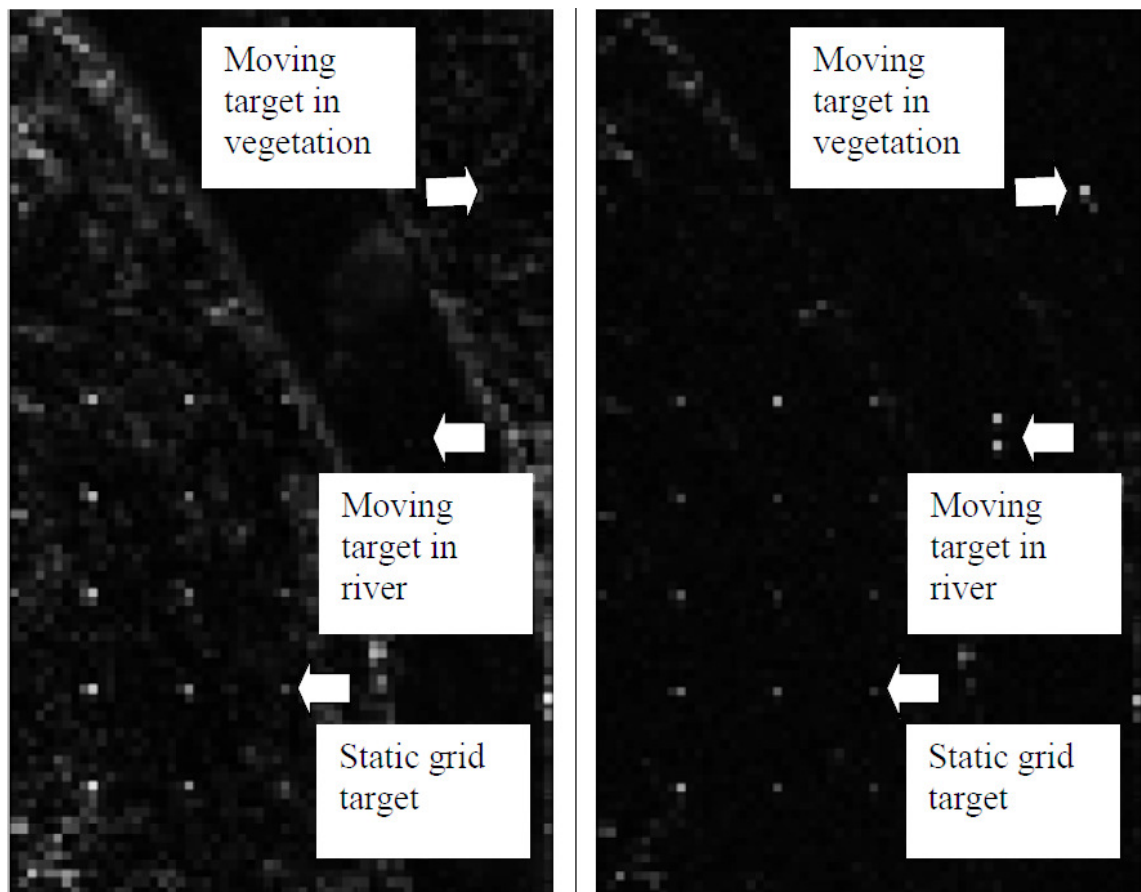 Moving
target in
vegetation
Moving
target in
river
Static grid
target
Moving
target in
vegetation
Moving
target in
river
Static grid
target